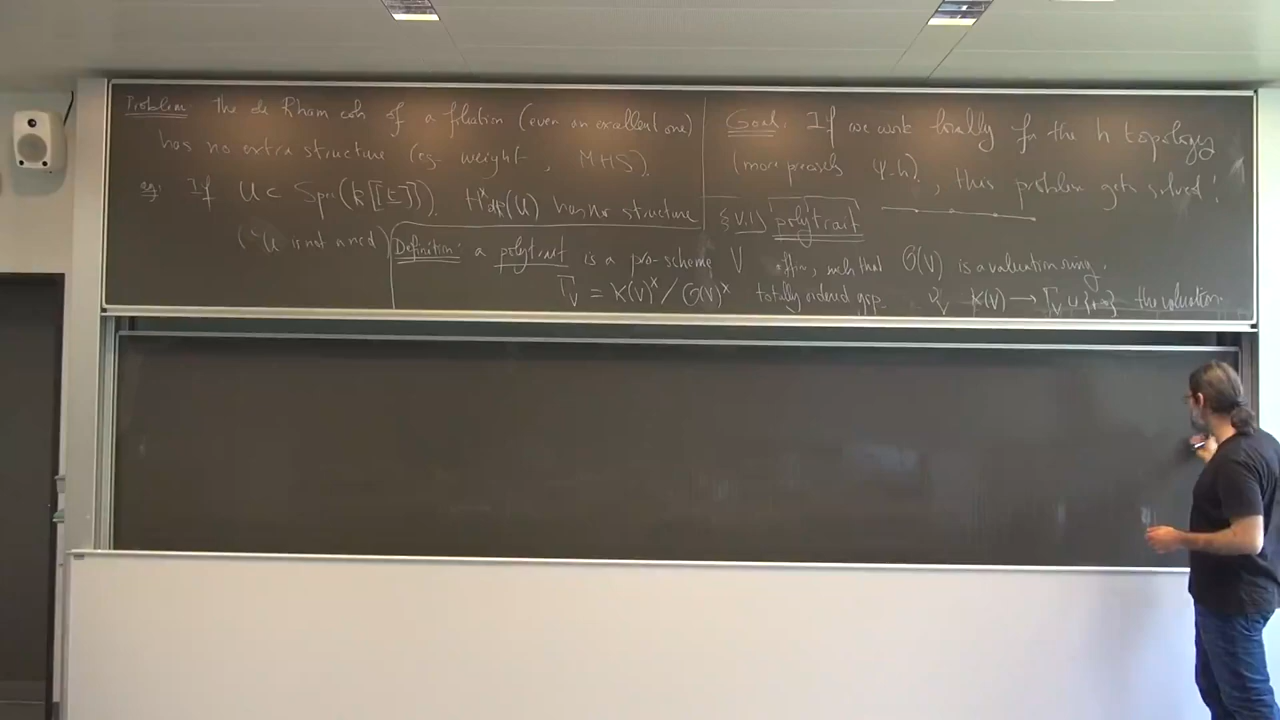 Problem: the de Rham coh of a foliation (even an excellent one)
has no extra structure (eg- weight, MHS).
eg: If U ⊂ Spec(k[[t]]). H*dR(U) has no structure
(U is not a nc d)
Goal: If we work locally for the h topology
(more precisely φ-h), this problem gets solved!
§ V.1) polytrait
Definition: a polytrait is a pro-scheme V affine, such that O(V) is a valuation ring.
Γ_V = K(V)^× / O(V)^× totally ordered grp. ν_V K(V) → Γ_V ∪ {+∞} the valuation